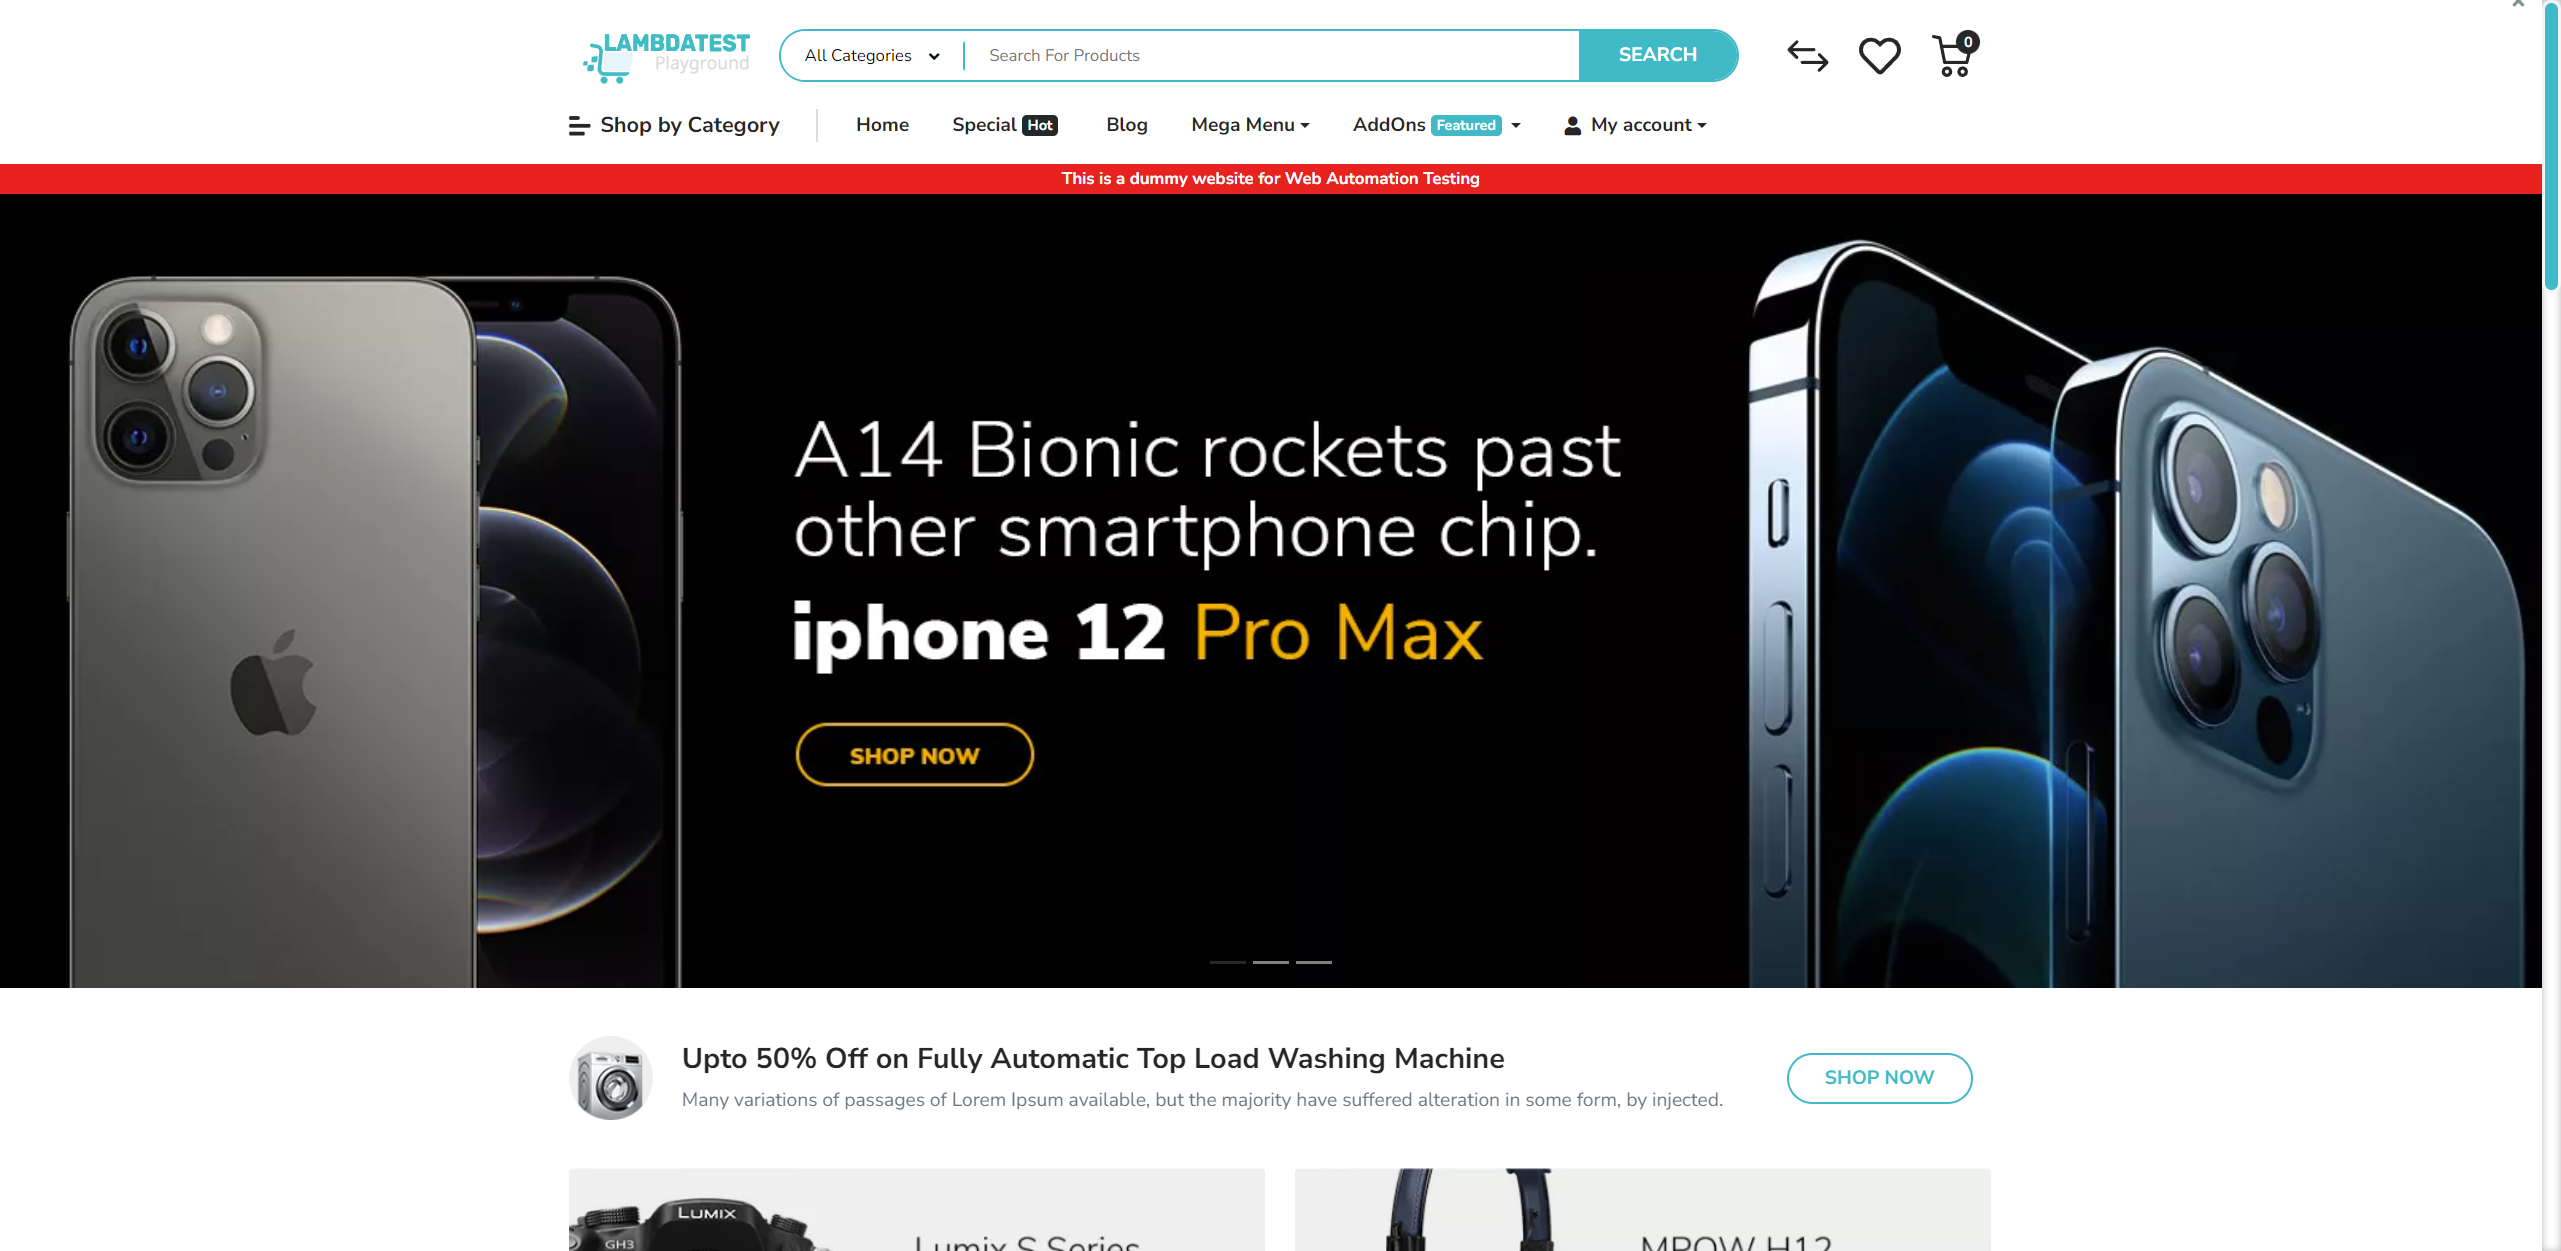 LAMBDATEST
Playground
All Categories
Search For Products
SEARCH
0
Shop by Category
Home
Special Hot
Blog
Mega Menu
AddOns Featured
My account
This is a dummy website for Web Automation Testing
A14 Bionic rockets past
other smartphone chip.
iphone 12 Pro Max
SHOP NOW
Upto 50% Off on Fully Automatic Top Load Washing Machine
Many variations of passages of Lorem Ipsum available, but the majority have suffered alteration in some form, by injected.
SHOP NOW
LUMIX
GH3
Lumix S Series
MPOW H12